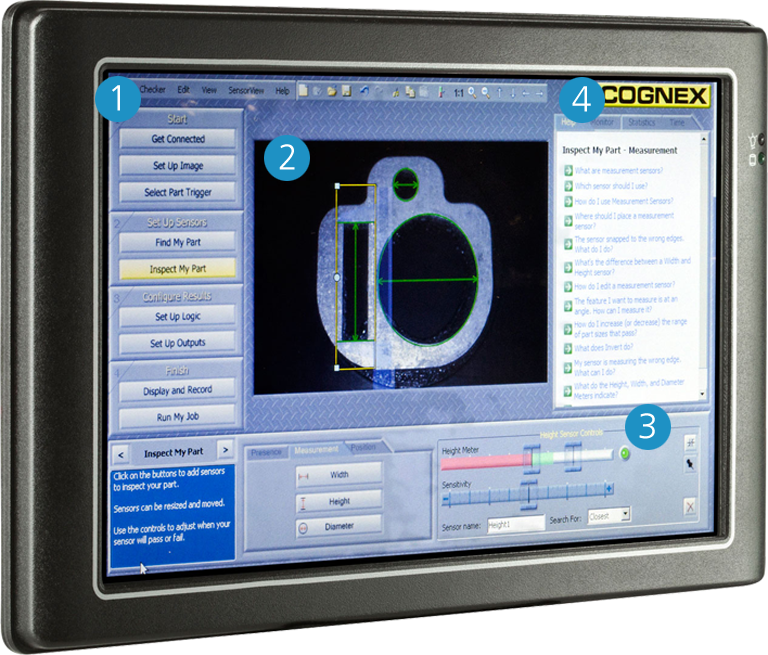 1
Checker Edit View SensorView Help
1:1
4
COGNEX
Start
Get Connected
Set Up Image
Select Part Trigger
2 Set Up Sensors
Find My Part
Inspect My Part
3 Configure Results
Set Up Logic
Set Up Outputs
4 Finish
Display and Record
Run My Job
2
Help Monitor Statistics Time
Inspect My Part - Measurement
What are measurement sensors?
Which sensor should I use?
How do I use Measurement Sensors?
Where should I place a measurement
sensor?
The sensor snapped to the wrong edges.
What do I do?
What's the difference between a Width and
Height sensor?
How do I edit a measurement sensor?
The feature I want to measure is at an
angle. How can I measure it?
How do I increase (or decrease) the range
of part sizes that pass?
What does Invert do?
My sensor is measuring the wrong edge.
What can I do?
What do the Height, Width, and Diameter
Meters indicate?
< Inspect My Part >
Click on the buttons to add sensors
to inspect your part.
Sensors can be resized and moved.
Use the controls to adjust when your
sensor will pass or fail.
Presence Measurement Position
Width
Height
Diameter
3
Height Sensor Controls
Height Meter
Sensitivity
Sensor name: Height1 Search For: Closest